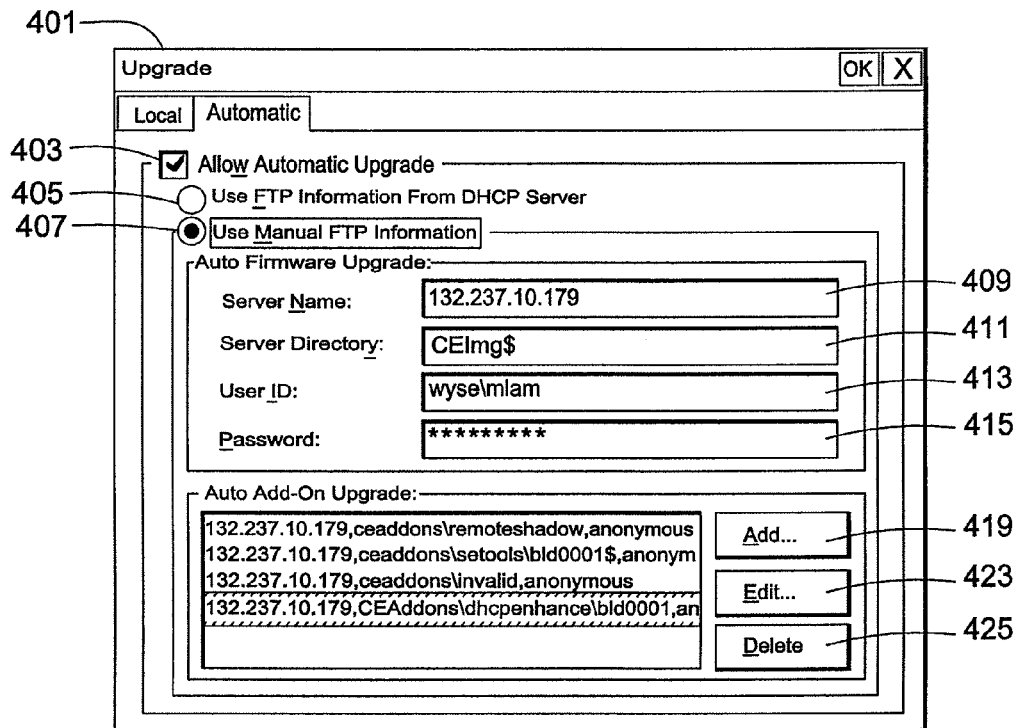 401
Upgrade OK X
Local Automatic
403 Allow Automatic Upgrade
405 Use FTP Information From DHCP Server
407 Use Manual FTP Information
Auto Firmware Upgrade:
Server Name: 132.237.10.179 409
Server Directory: CEImg$ 411
User ID: wyse\mlam 413
Password: ********* 415
Auto Add-On Upgrade:
132.237.10.179,ceaddons\remoteshadow,anonymous Add... 419
132.237.10.179,ceaddons\setools\bld0001$,anonym
132.237.10.179,ceaddons\invalid,anonymous Edit... 423
132.237.10.179,CEAddons\dhcpenhance\bld0001,an
Delete 425